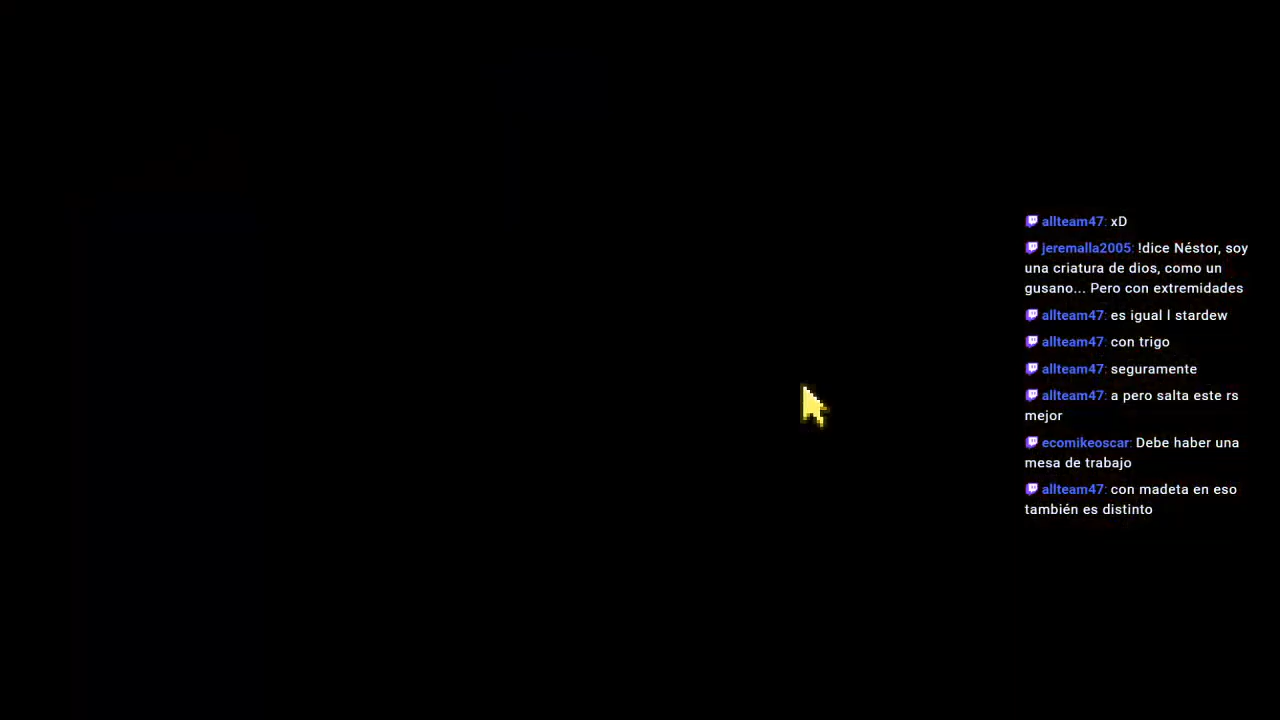 allteam47: xD
jeremalla2005: !dice Néstor, soy
una criatura de dios, como un
gusano... Pero con extremidades
allteam47: es igual l stardew
allteam47: con trigo
allteam47: seguramente
allteam47: a pero salta este rs
mejor
ecomikeoscar: Debe haber una
mesa de trabajo
allteam47: con madeta en eso
también es distinto